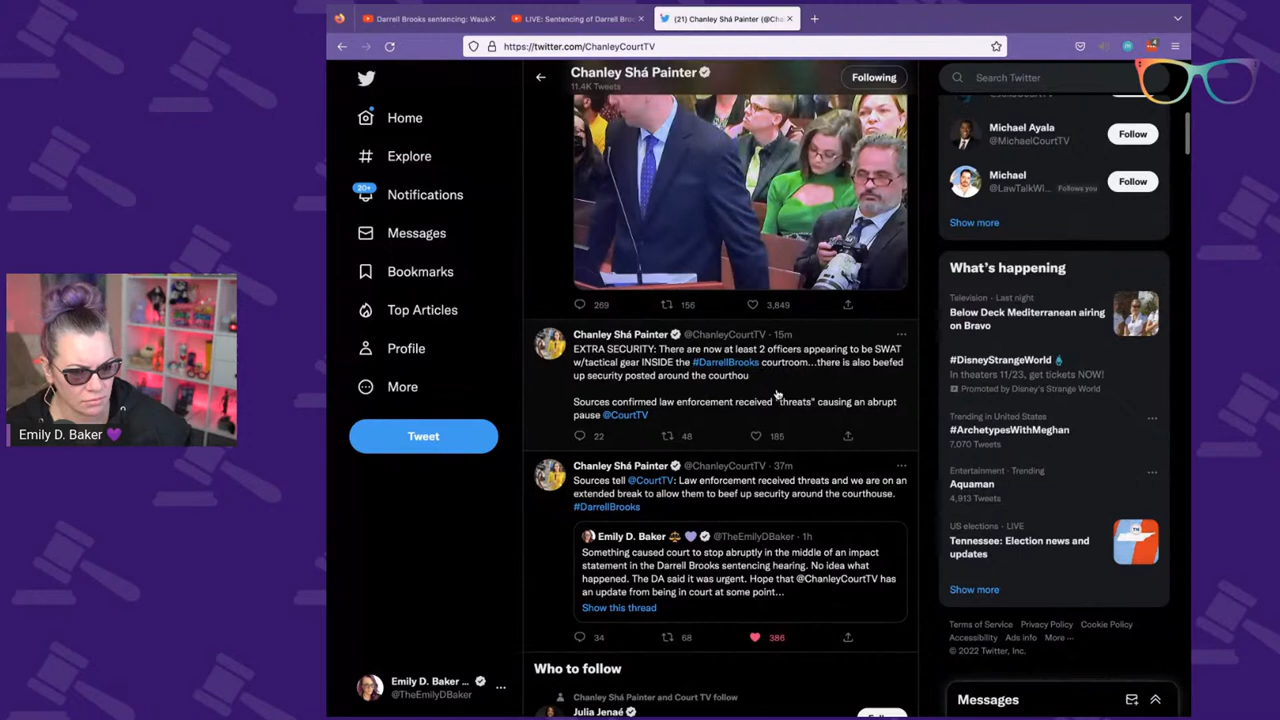 Darrell Brooks sentencing: Wauk
LIVE: Sentencing of Darrell Bro
(21) Chanley Shá Painter (@Cha
https://twitter.com/ChanleyCourtTV
Home
Explore
20+
Notifications
Messages
Bookmarks
Top Articles
Profile
More
Tweet
Emily D. Baker ...
@TheEmilyDBaker
Emily D. Baker 💜
Chanley Shá Painter
11.4K Tweets
Following
269 156 3,849
Chanley Shá Painter @ChanleyCourtTV · 15m
EXTRA SECURITY: There are now at least 2 officers appearing to be SWAT
w/tactical gear INSIDE the #DarrellBrooks courtroom...there is also beefed
up security posted around the courthou
Sources confirmed law enforcement received "threats" causing an abrupt
pause @CourtTV
22 48 185
Chanley Shá Painter @ChanleyCourtTV · 37m
Sources tell @CourtTV: Law enforcement received threats and we are on an
extended break to allow them to beef up security around the courthouse.
#DarrellBrooks
Emily D. Baker ⚖️ 💜 @TheEmilyDBaker · 1h
Something caused court to stop abruptly in the middle of an impact
statement in the Darrell Brooks sentencing hearing. No idea what
happened. The DA said it was urgent. Hope that @ChanleyCourtTV has
an update from being in court at some point...
Show this thread
34 68 386
Who to follow
Chanley Shá Painter and Court TV follow
Julia Jenaé
Search Twitter
Michael Ayala
@MichaelCourtTV
Follow
Michael
@LawTalkWi... Follows you
Follow
Show more
What's happening
Television · Last night
Below Deck Mediterranean airing
on Bravo
#DisneyStrangeWorld
In theaters 11/23, get tickets NOW!
Promoted by Disney's Strange World
Trending in United States
#ArchetypesWithMeghan
7,070 Tweets
Entertainment · Trending
Aquaman
4,913 Tweets
US elections · LIVE
Tennessee: Election news and
updates
Show more
Terms of Service Privacy Policy Cookie Policy
Accessibility Ads info More ···
© 2022 Twitter, Inc.
Messages